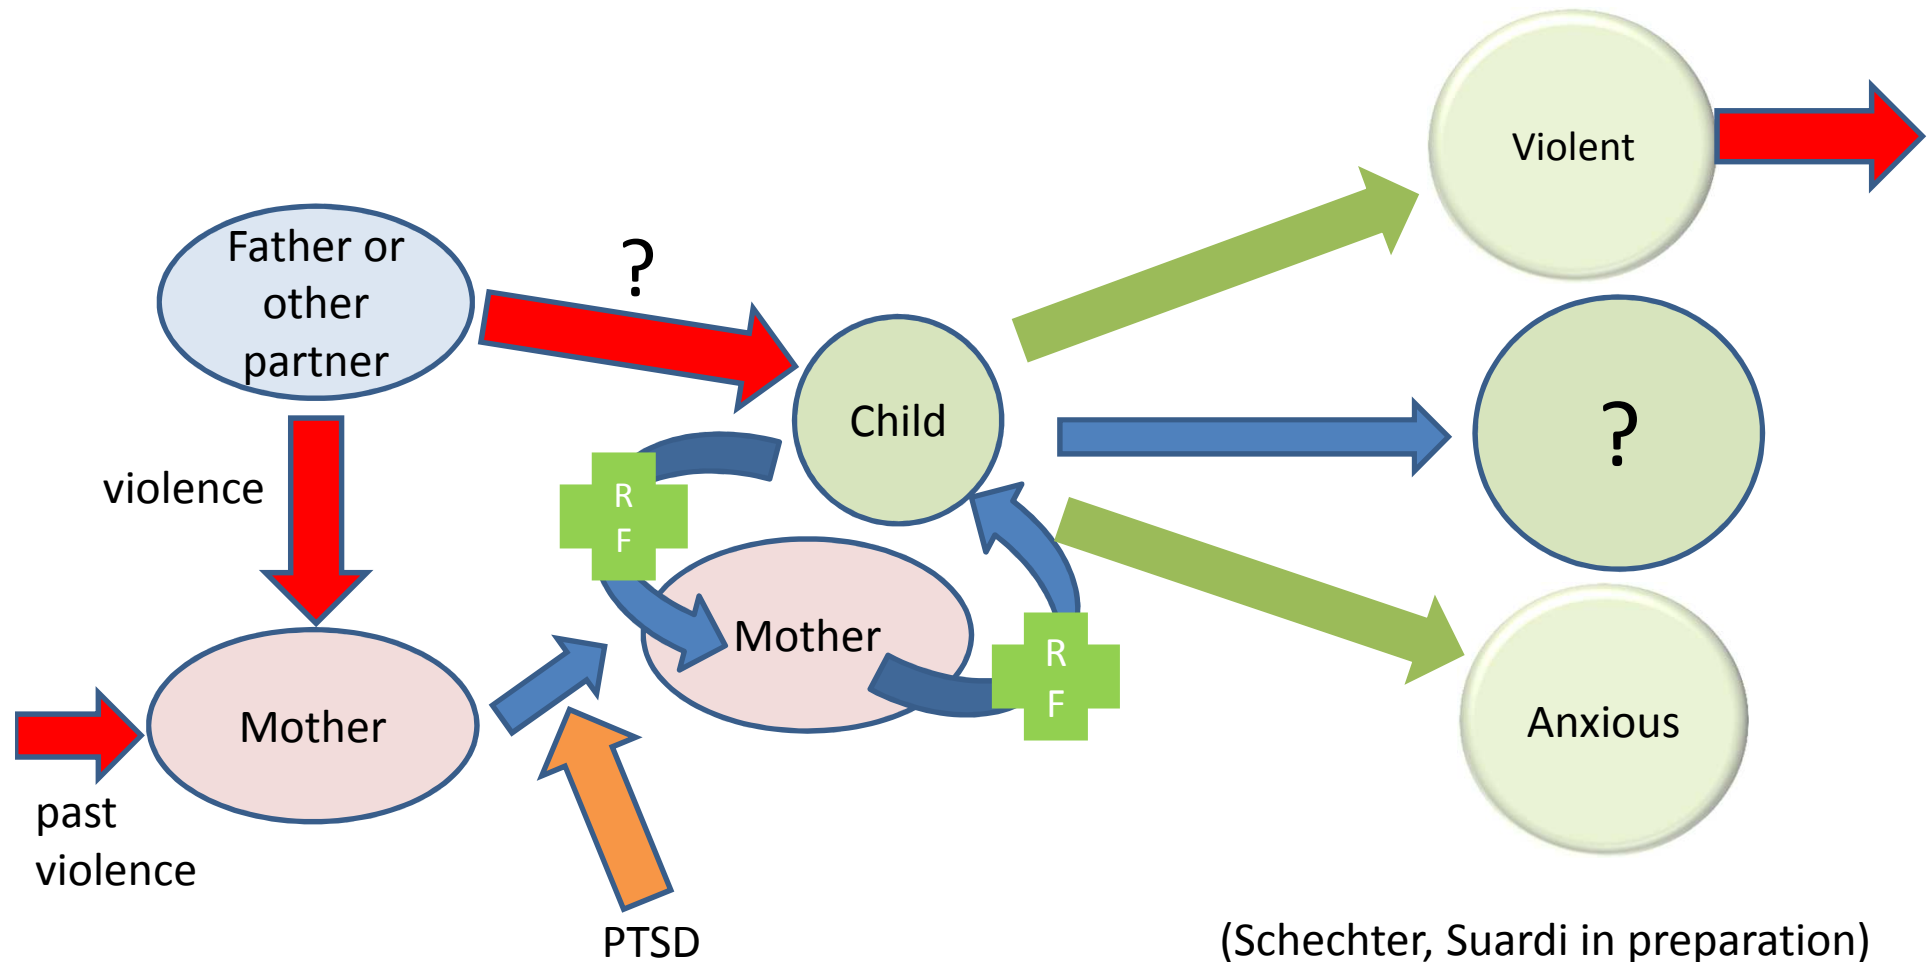 Violent
Father or
other
partner
?
Child
?
violence
R
F
Mother
R
F
Mother
Anxious
past
violence
PTSD
(Schechter, Suardi in preparation)